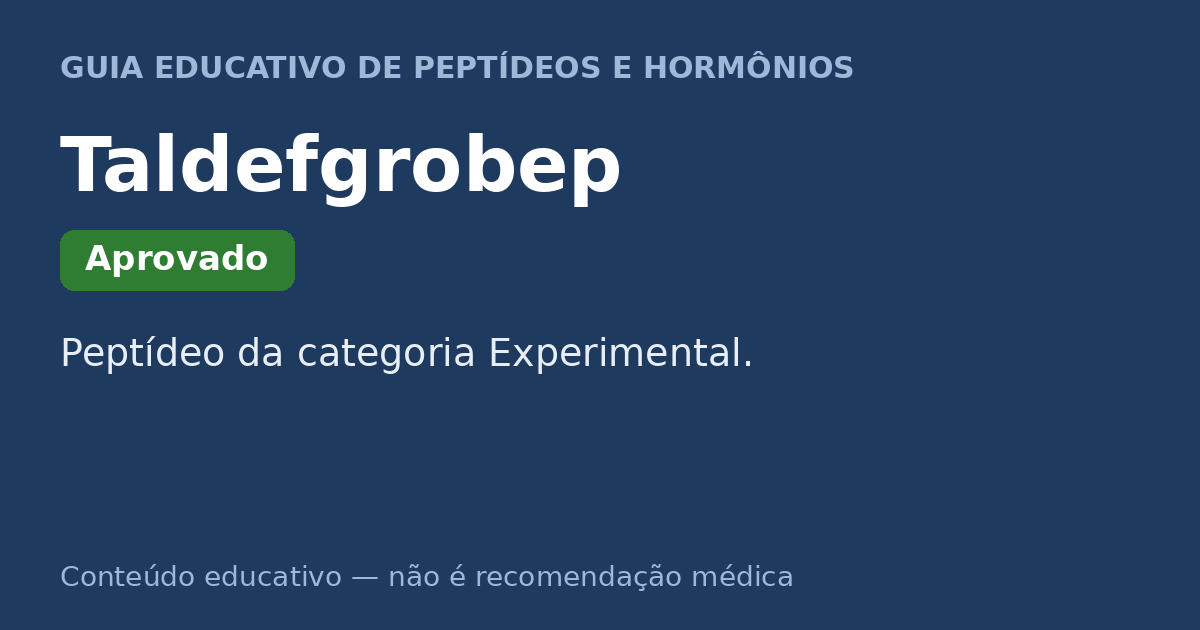 GUIA EDUCATIVO DE PEPTÍDEOS E HORMÔNIOS
Taldefgrobep
Aprovado
Peptídeo da categoria Experimental.
Conteúdo educativo — não é recomendação médica